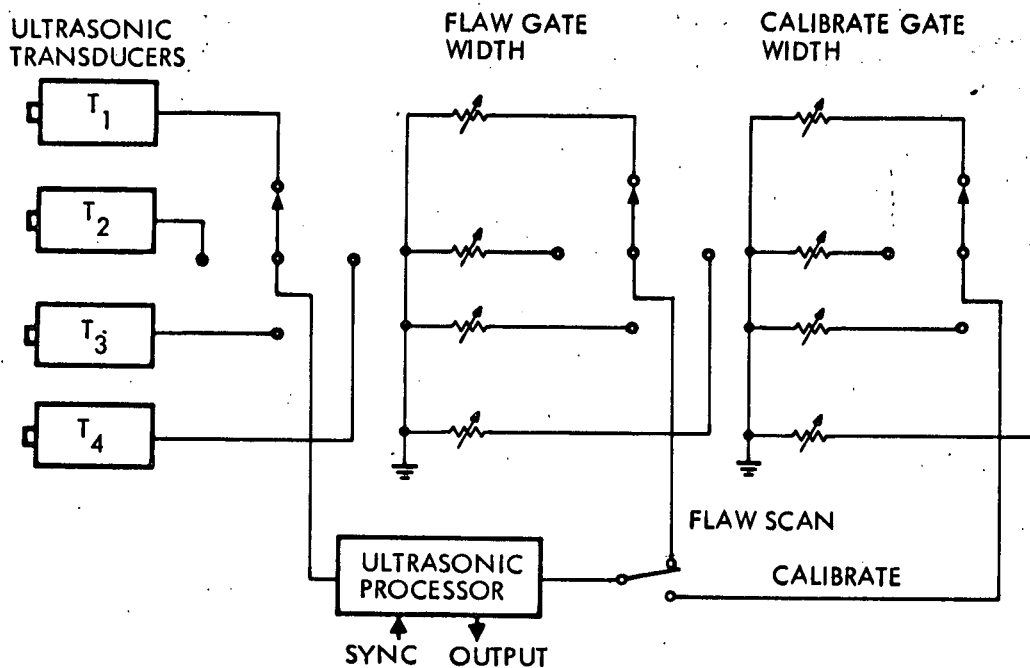 ULTRASONIC
TRANSDUCERS
FLAW GATE
WIDTH
CALIBRATE GATE
WIDTH
T1
T2
T3
T4
FLAW SCAN
CALIBRATE
ULTRASONIC
PROCESSOR
SYNC OUTPUT